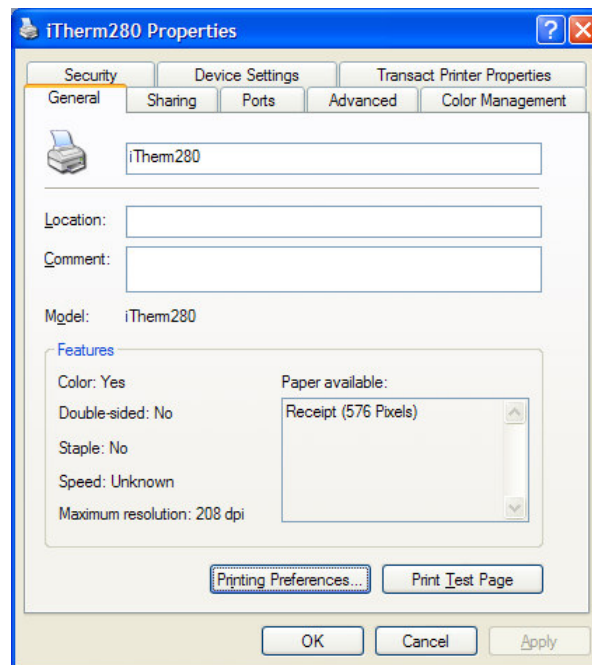 iTherm280 Properties
Security Device Settings Transact Printer Properties
General Sharing Ports Advanced Color Management
iTherm280
Location:
Comment:
Model: iTherm280
Features
Color: Yes Paper available:
Double-sided: No Receipt (576 Pixels)
Staple: No
Speed: Unknown
Maximum resolution: 208 dpi
Printing Preferences... Print Test Page
OK Cancel Apply